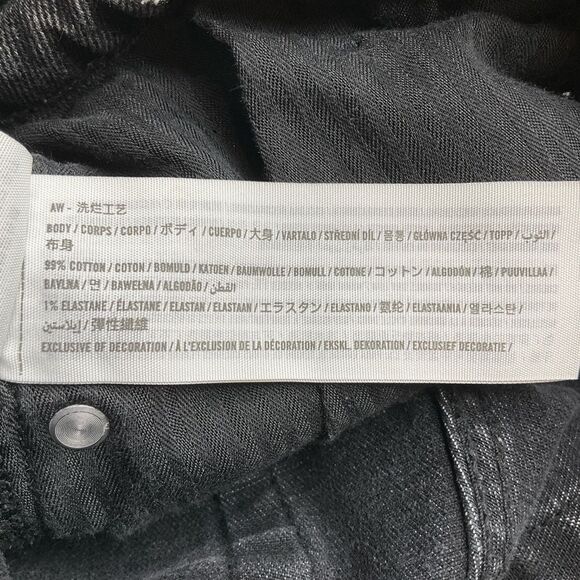 AW - 洗烂工艺
BODY / CORPS / CORPO / ボディ / CUERPO / 大身 / VARTALO / STŘEDNÍ DÍL / 몸통 / GŁÓWNA CZĘŚĆ / TOPP / الثوب /
布身
99% COTTON / COTON / BOMULD / KATOEN / BAUMWOLLE / BOMULL / COTONE / コットン / ALGODÓN / 棉 / PUUVILLAA /
BAVLNA / 면 / BAWEŁNA / ALGODÃO / القطن
1% ELASTANE / ÉLASTANE / ELASTAN / ELASTAAN / エラスタン / ELASTANO / 氨纶 / ELASTAANIA / 엘라스탄 /
إيلاستين / 彈性纖維
EXCLUSIVE OF DECORATION / À L'EXCLUSION DE LA DÉCORATION / EKSKL. DEKORATION / EXCLUSIEF DECORATIE /